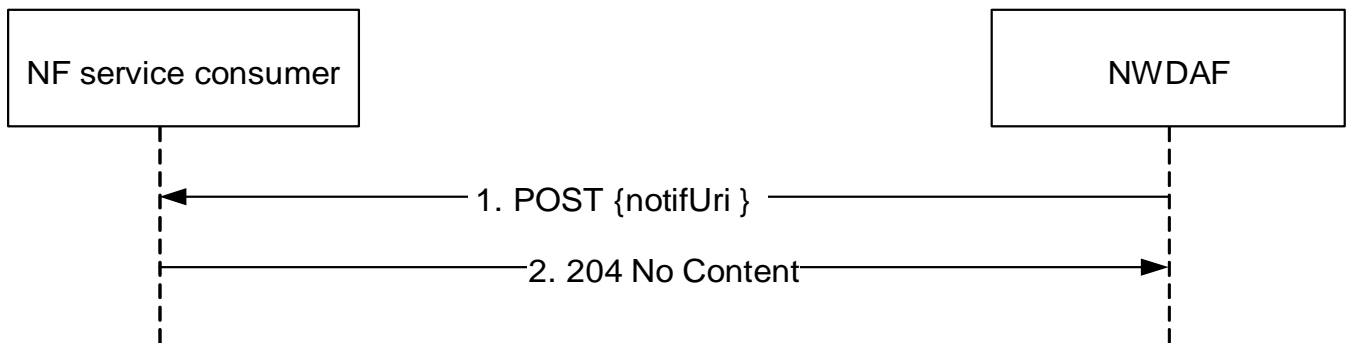 NF service consumer
NWDAF
1. POST {notifUri }
2. 204 No Content